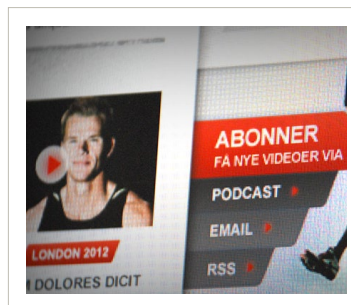 LONDON 2012
DOLORES DICIT
ABONNER
FÅ NYE VIDEOER VIA
PODCAST
EMAIL
RSS